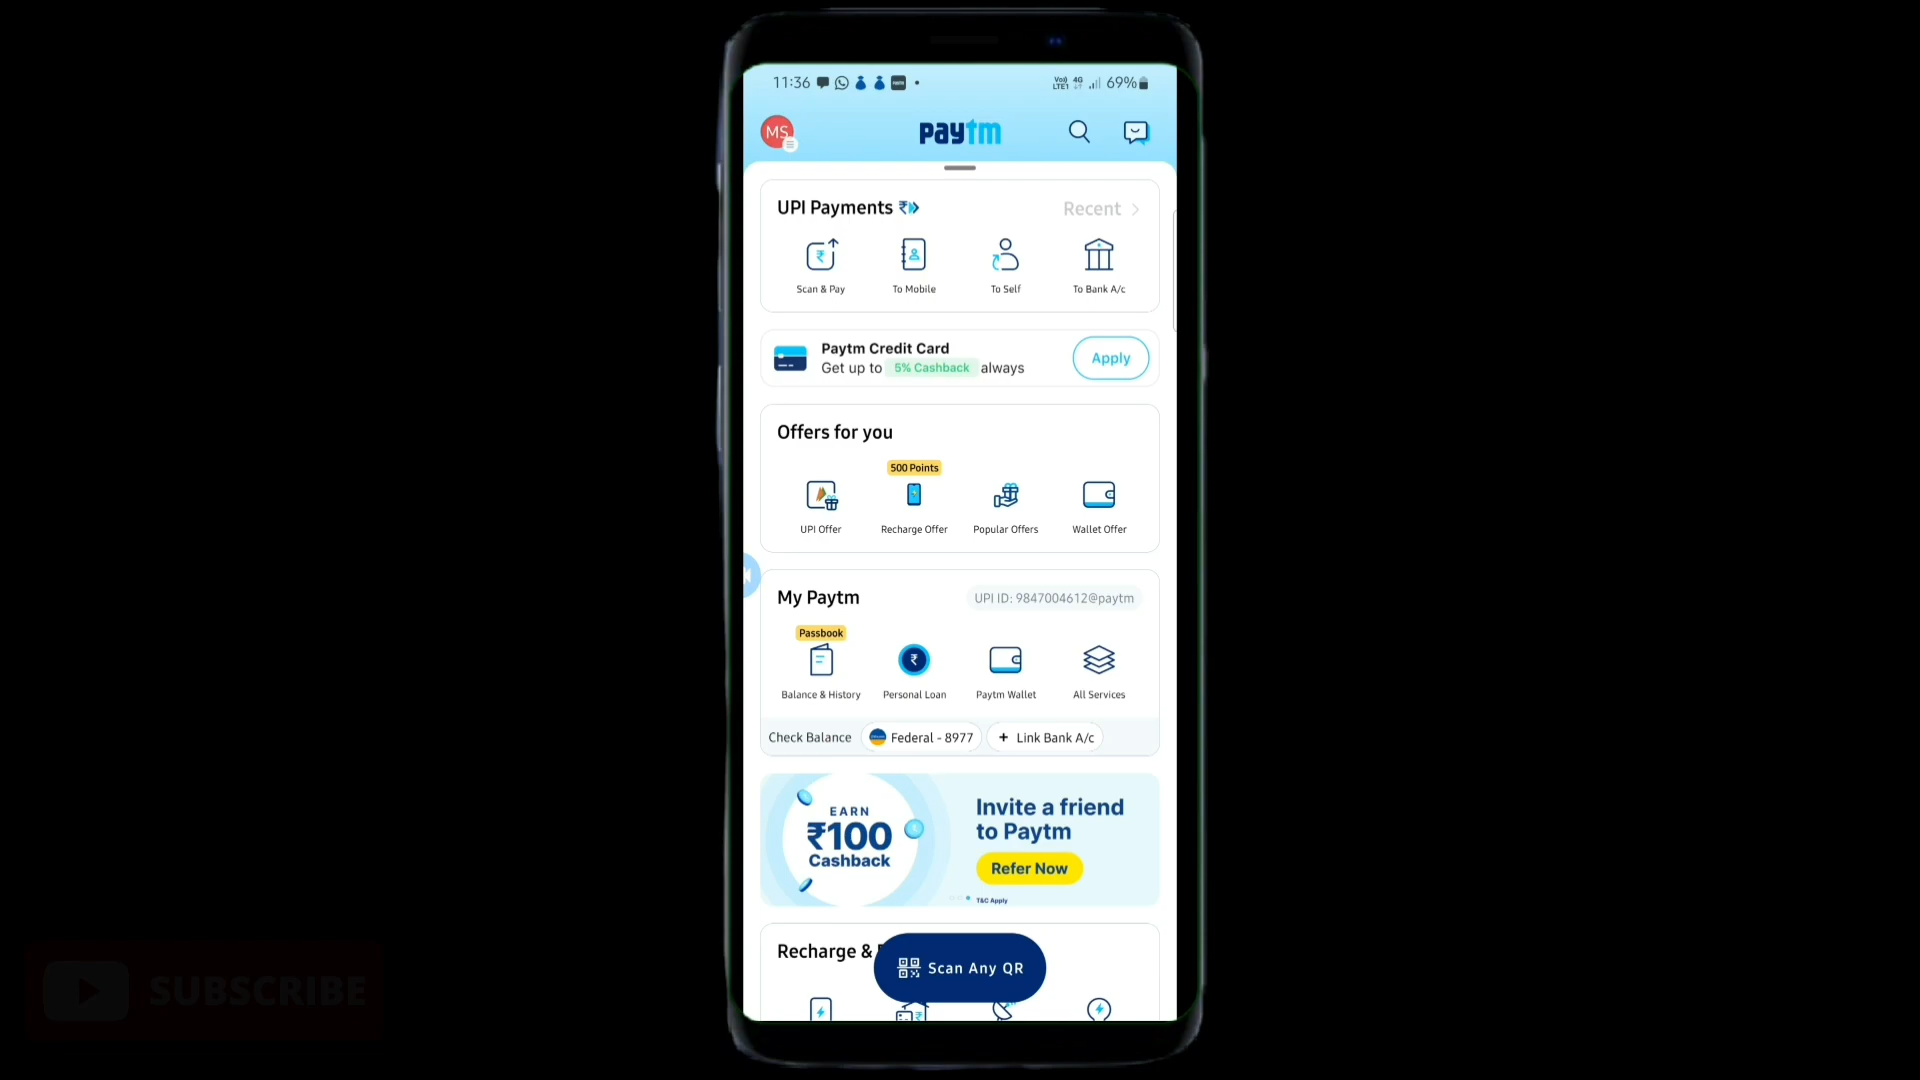 11:36
Vo) 4G
LTE1
69%
MS
paytm
UPI Payments
Recent
Scan & Pay
To Mobile
To Self
To Bank A/c
Paytm Credit Card
Get up to 5% Cashback always
Apply
Offers for you
500 Points
UPI Offer
Recharge Offer
Popular Offers
Wallet Offer
My Paytm
UPI ID: 9847004612@paytm
Passbook
Balance & History
Personal Loan
Paytm Wallet
All Services
Check Balance
Federal - 8977
+ Link Bank A/c
EARN
₹100
Cashback
Invite a friend
to Paytm
Refer Now
T&C Apply
Recharge &
Scan Any QR
SUBSCRIBE